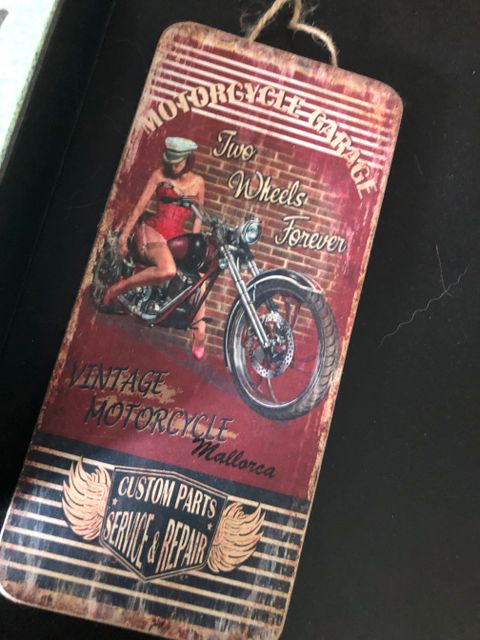 MOTORCYCLE GARAGE
Two
Wheels
Forever
VINTAGE
MOTORCYCLE
Mallorca
CUSTOM PARTS
SERVICE & REPAIR